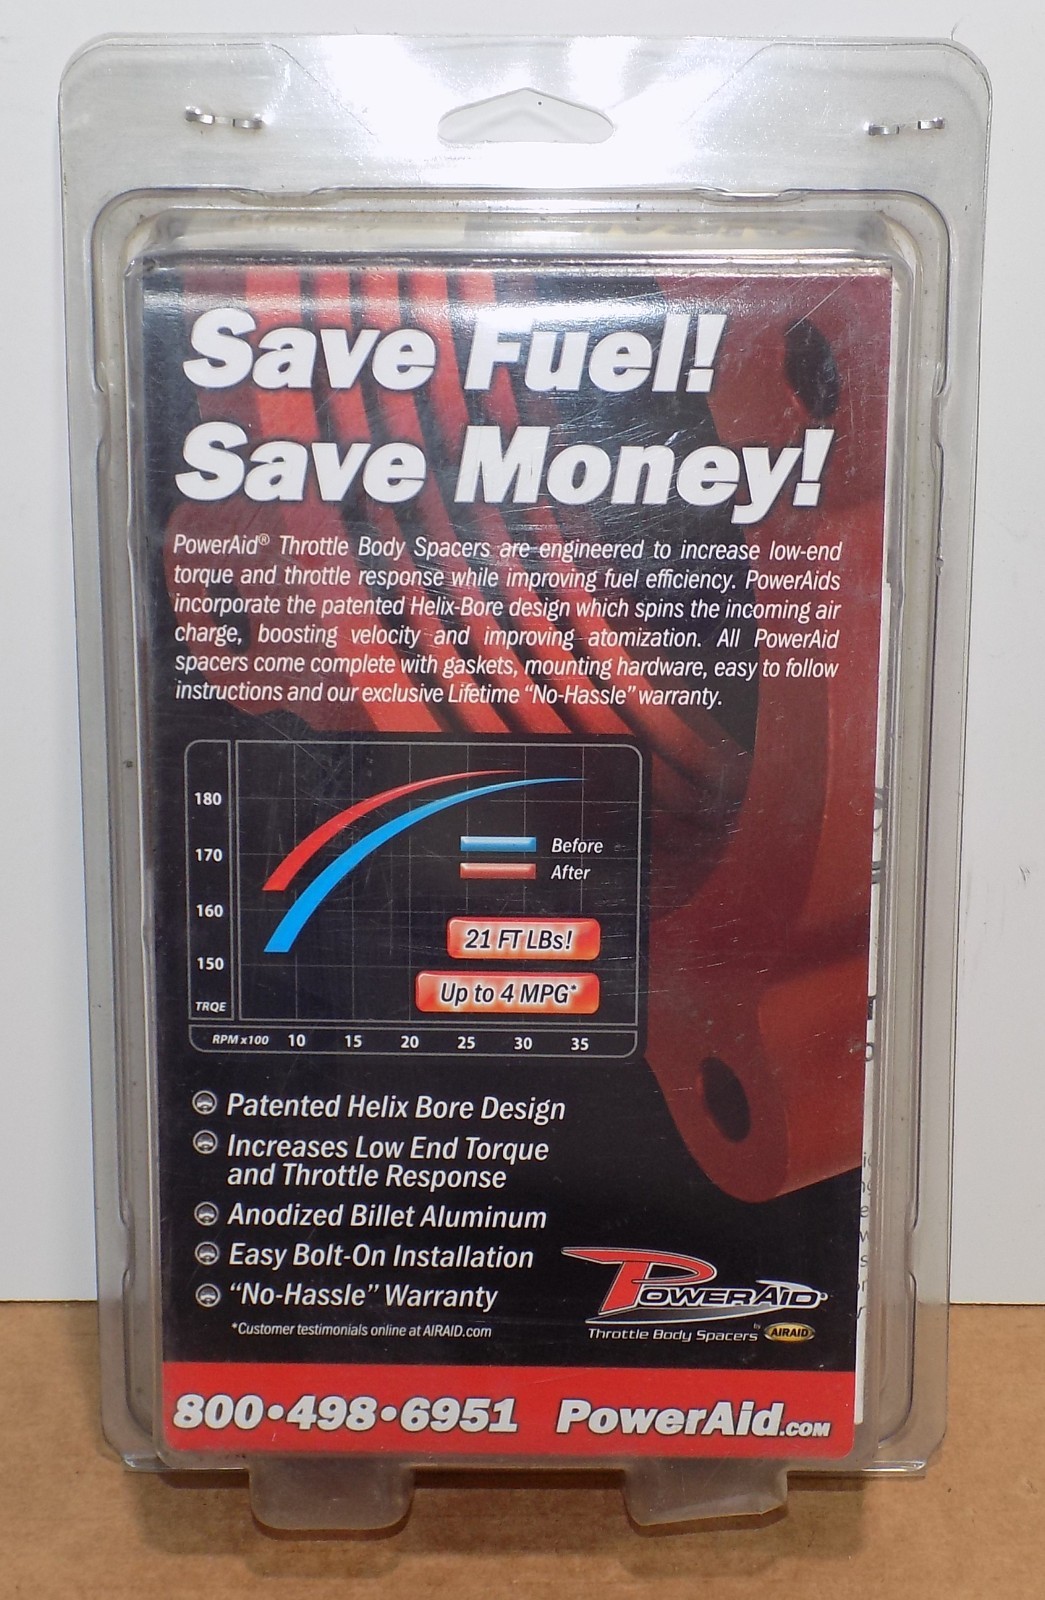 Save Fuel!
Save Money!
PowerAid® Throttle Body Spacers are engineered to increase low-end
torque and throttle response while improving fuel efficiency. PowerAids
incorporate the patented Helix-Bore design which spins the incoming air
charge, boosting velocity and improving atomization. All PowerAid
spacers come complete with gaskets, mounting hardware, easy to follow
instructions and our exclusive Lifetime “No-Hassle” warranty.
180
170
160
150
TRQE
Before
After
21 FT LBs!
Up to 4 MPG*
RPM x100 10 15 20 25 30 35
Patented Helix Bore Design
Increases Low End Torque
and Throttle Response
Anodized Billet Aluminum
Easy Bolt-On Installation
“No-Hassle” Warranty
*Customer testimonials online at AIRAID.com
PowerAid
Throttle Body Spacers by AIRAID
800•498•6951 PowerAid.com